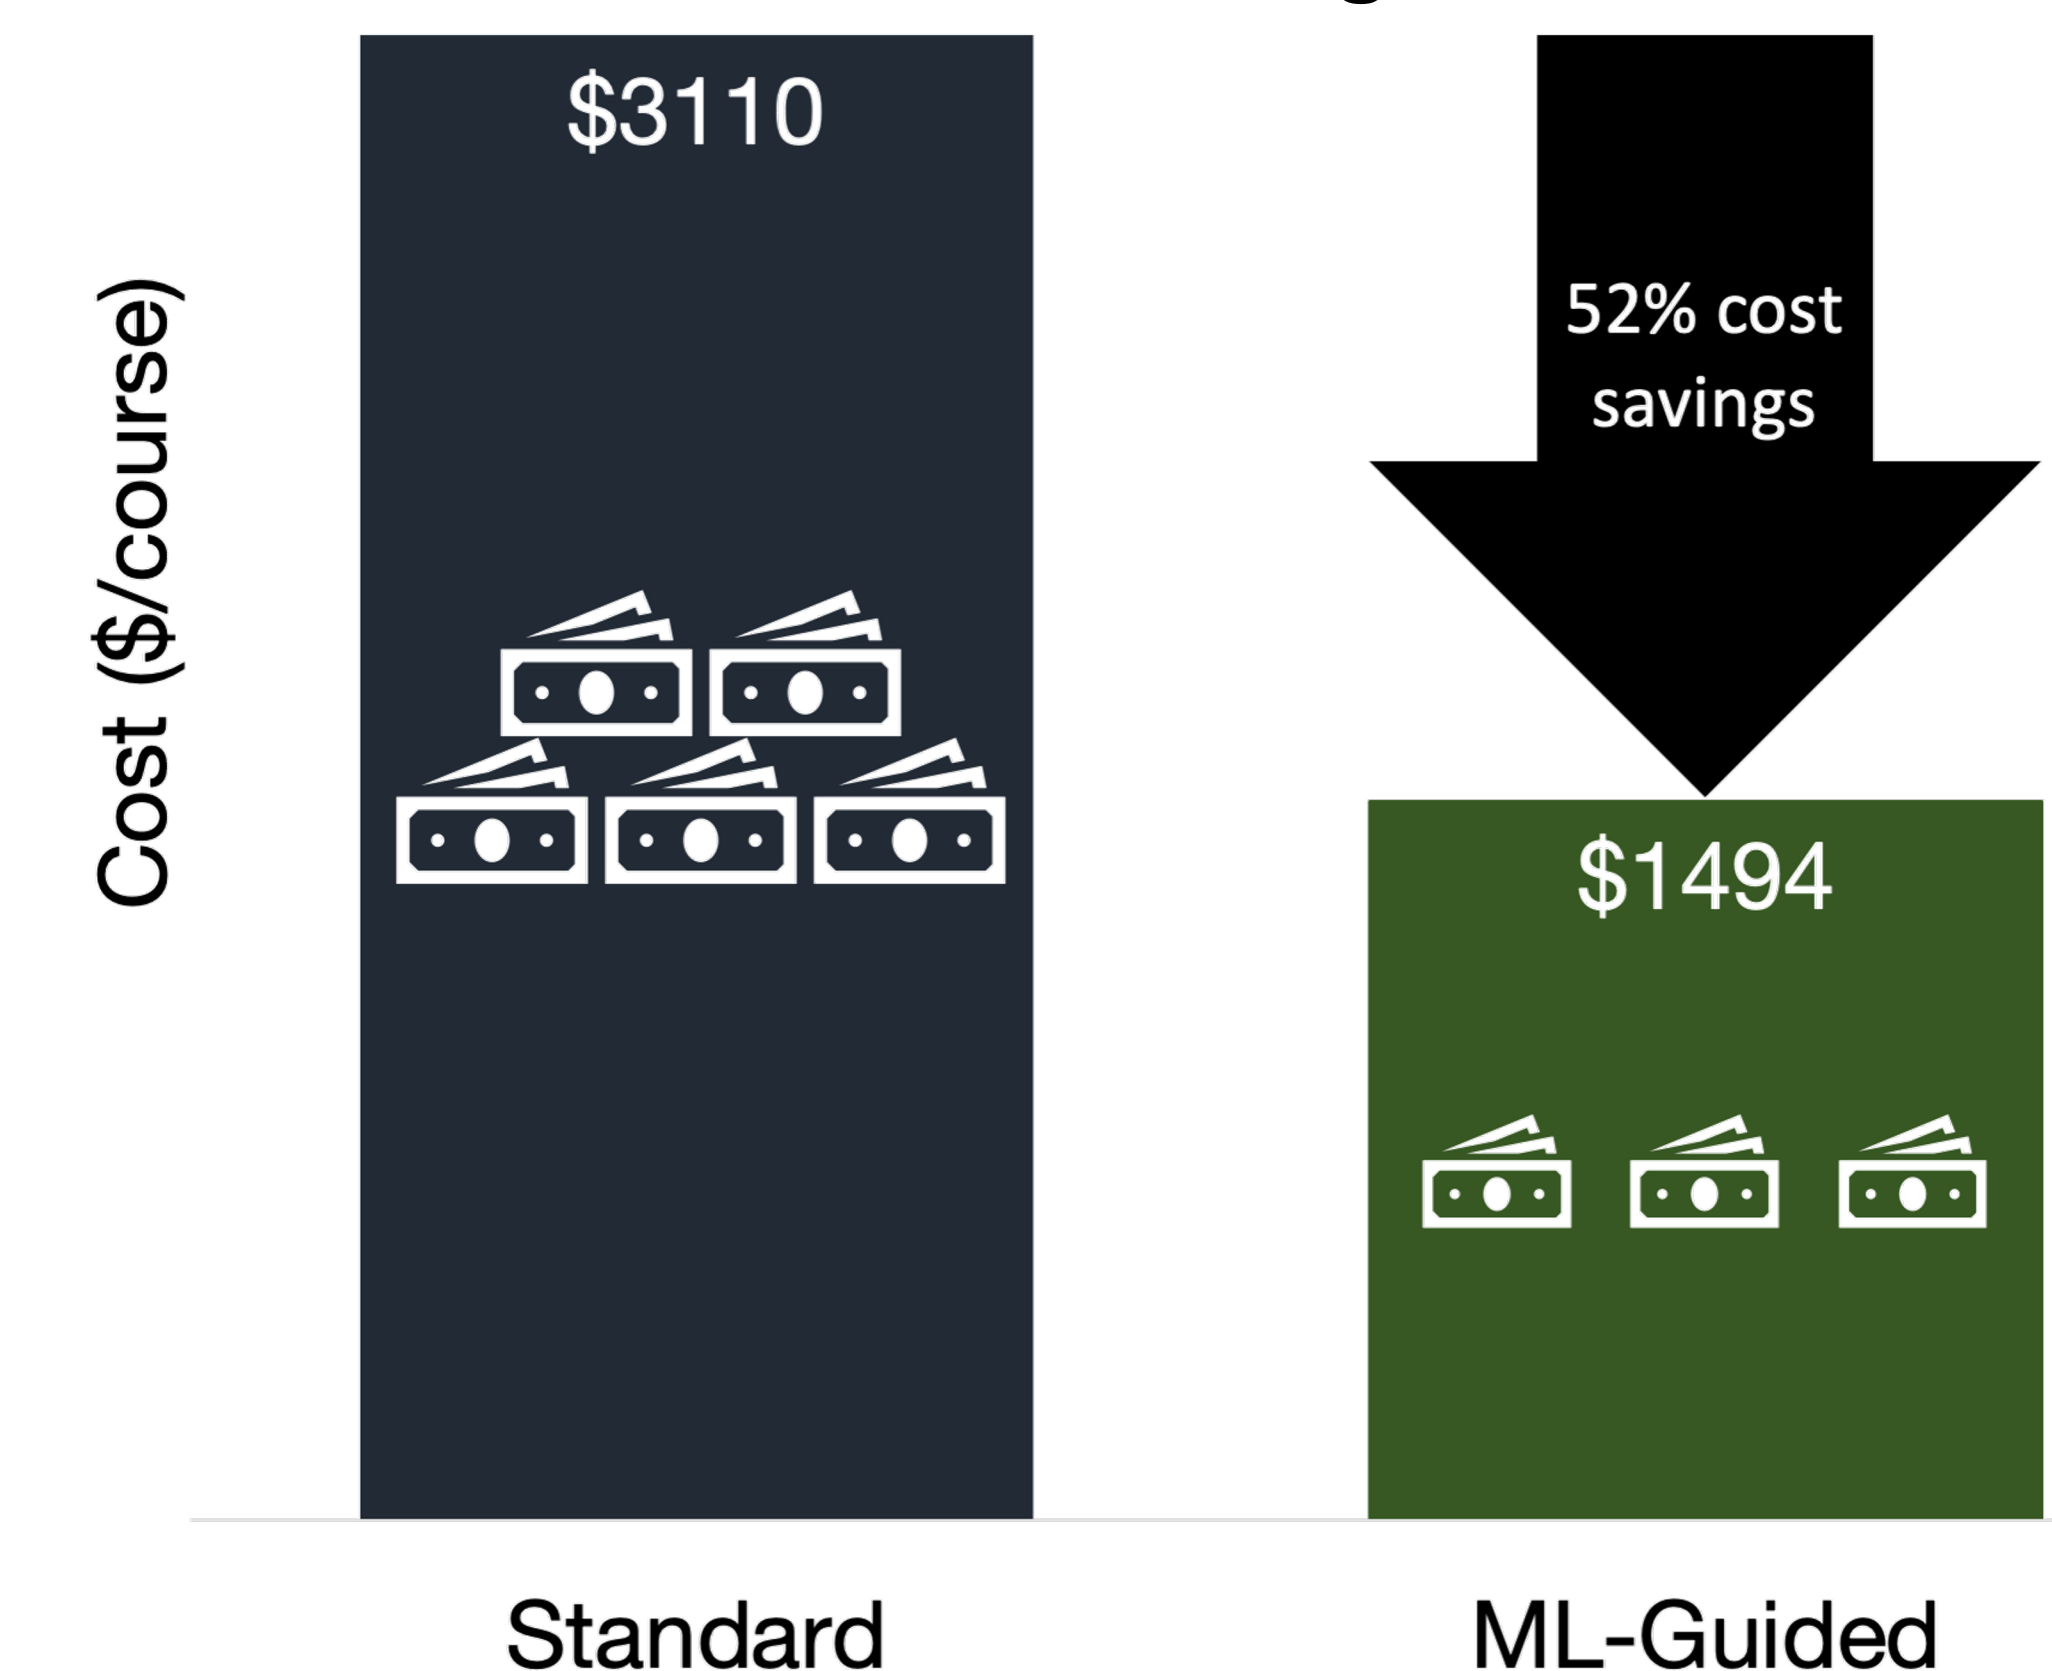 $3110
52% cost
savings
Cost ($/course)
$1494
Standard
ML-Guided